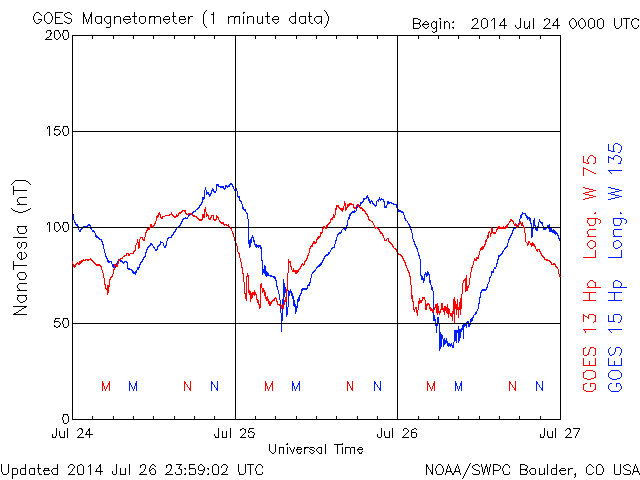 GOES Magnetometer (1 minute data)
Begin: 2014 Jul 24 0000 UTC
200
150
100
50
0
NanoTesla (nT)
M M N N M M N N M M N N
Jul 24 Jul 25 Jul 26 Jul 27
Universal Time
GOES 13 Hp Long. W 75
GOES 15 Hp Long. W 135
Updated 2014 Jul 26 23:59:02 UTC
NOAA/SWPC Boulder, CO USA